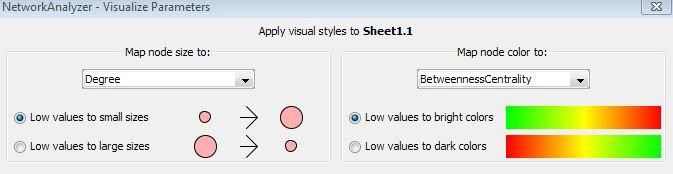 NetworkAnalyzer - Visualize Parameters
Apply visual styles to Sheet1.1
Map node size to:
Degree
Low values to small sizes
Low values to large sizes
Map node color to:
BetweennessCentrality
Low values to bright colors
Low values to dark colors